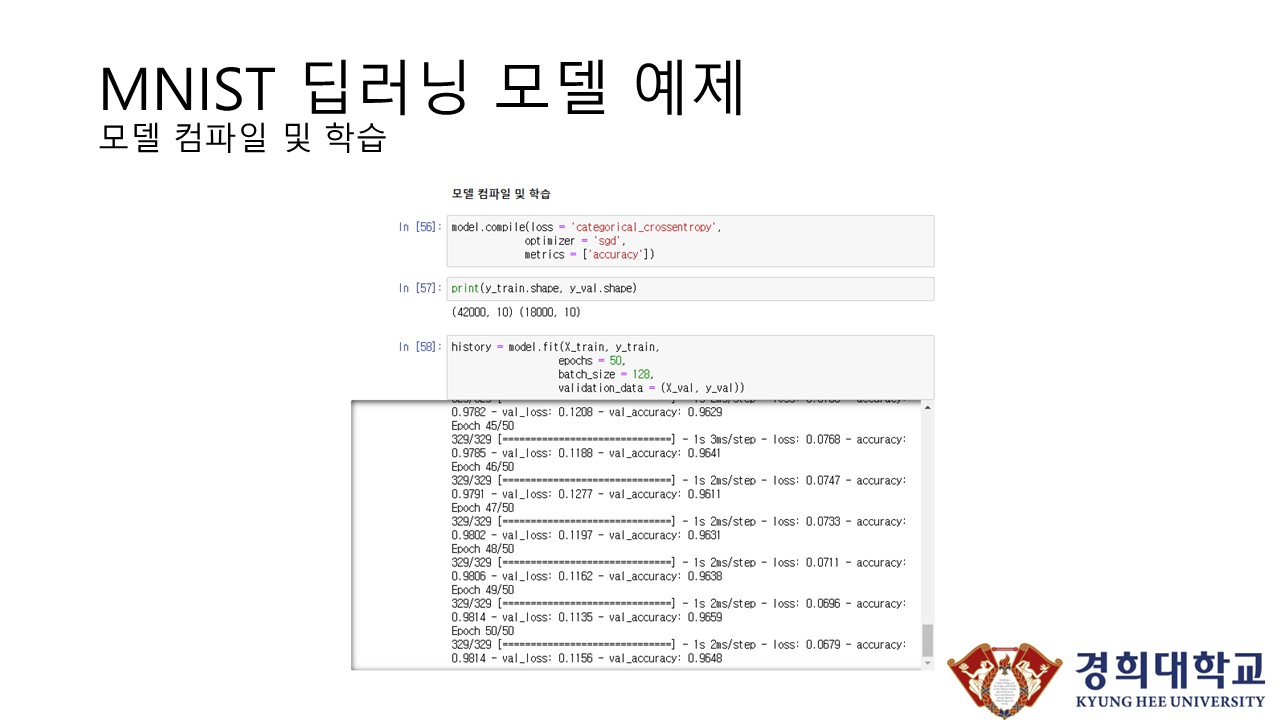 MNIST 딥러닝 모델 예제
모델 컴파일 및 학습
모델 컴파일 및 학습
In [56]: model.compile(loss = 'categorical_crossentropy',
optimizer = 'sgd',
metrics = ['accuracy'])
In [57]: print(y_train.shape, y_val.shape)
(42000, 10) (18000, 10)
In [58]: history = model.fit(X_train, y_train,
epochs = 50,
batch_size = 128,
validation_data = (X_val, y_val))
0.9782 - val_loss: 0.1208 - val_accuracy: 0.9629
Epoch 45/50
329/329 [==============================] - 1s 3ms/step - loss: 0.0768 - accuracy:
0.9785 - val_loss: 0.1188 - val_accuracy: 0.9641
Epoch 46/50
329/329 [==============================] - 1s 2ms/step - loss: 0.0747 - accuracy:
0.9791 - val_loss: 0.1277 - val_accuracy: 0.9611
Epoch 47/50
329/329 [==============================] - 1s 2ms/step - loss: 0.0733 - accuracy:
0.9802 - val_loss: 0.1197 - val_accuracy: 0.9631
Epoch 48/50
329/329 [==============================] - 1s 2ms/step - loss: 0.0711 - accuracy:
0.9806 - val_loss: 0.1162 - val_accuracy: 0.9638
Epoch 49/50
329/329 [==============================] - 1s 2ms/step - loss: 0.0696 - accuracy:
0.9814 - val_loss: 0.1135 - val_accuracy: 0.9659
Epoch 50/50
329/329 [==============================] - 1s 2ms/step - loss: 0.0679 - accuracy:
0.9814 - val_loss: 0.1156 - val_accuracy: 0.9648
경희대학교
KYUNG HEE UNIVERSITY